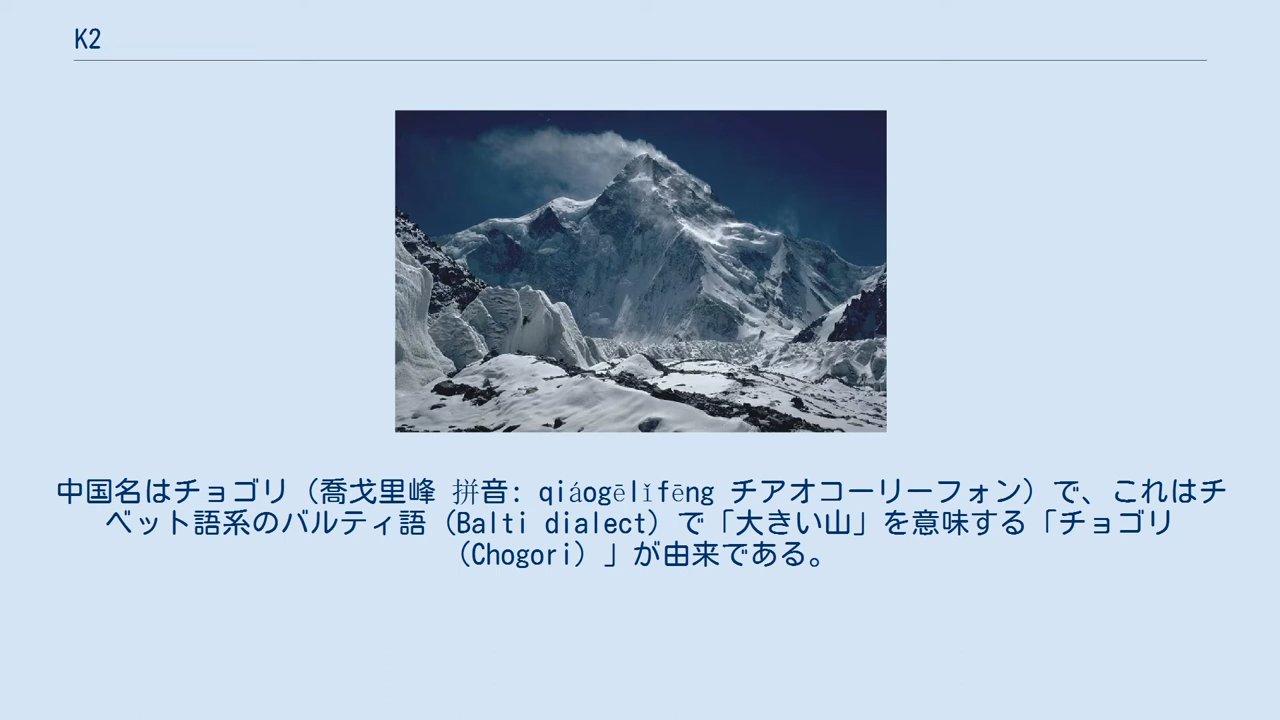 K2
中国名はチョゴリ（喬戈里峰 拼音: qiáogēlǐfēng チアオコーリーフォン）で、これはチ
ベット語系のバルティ語（Balti dialect）で「大きい山」を意味する「チョゴリ
（Chogori）」が由来である。